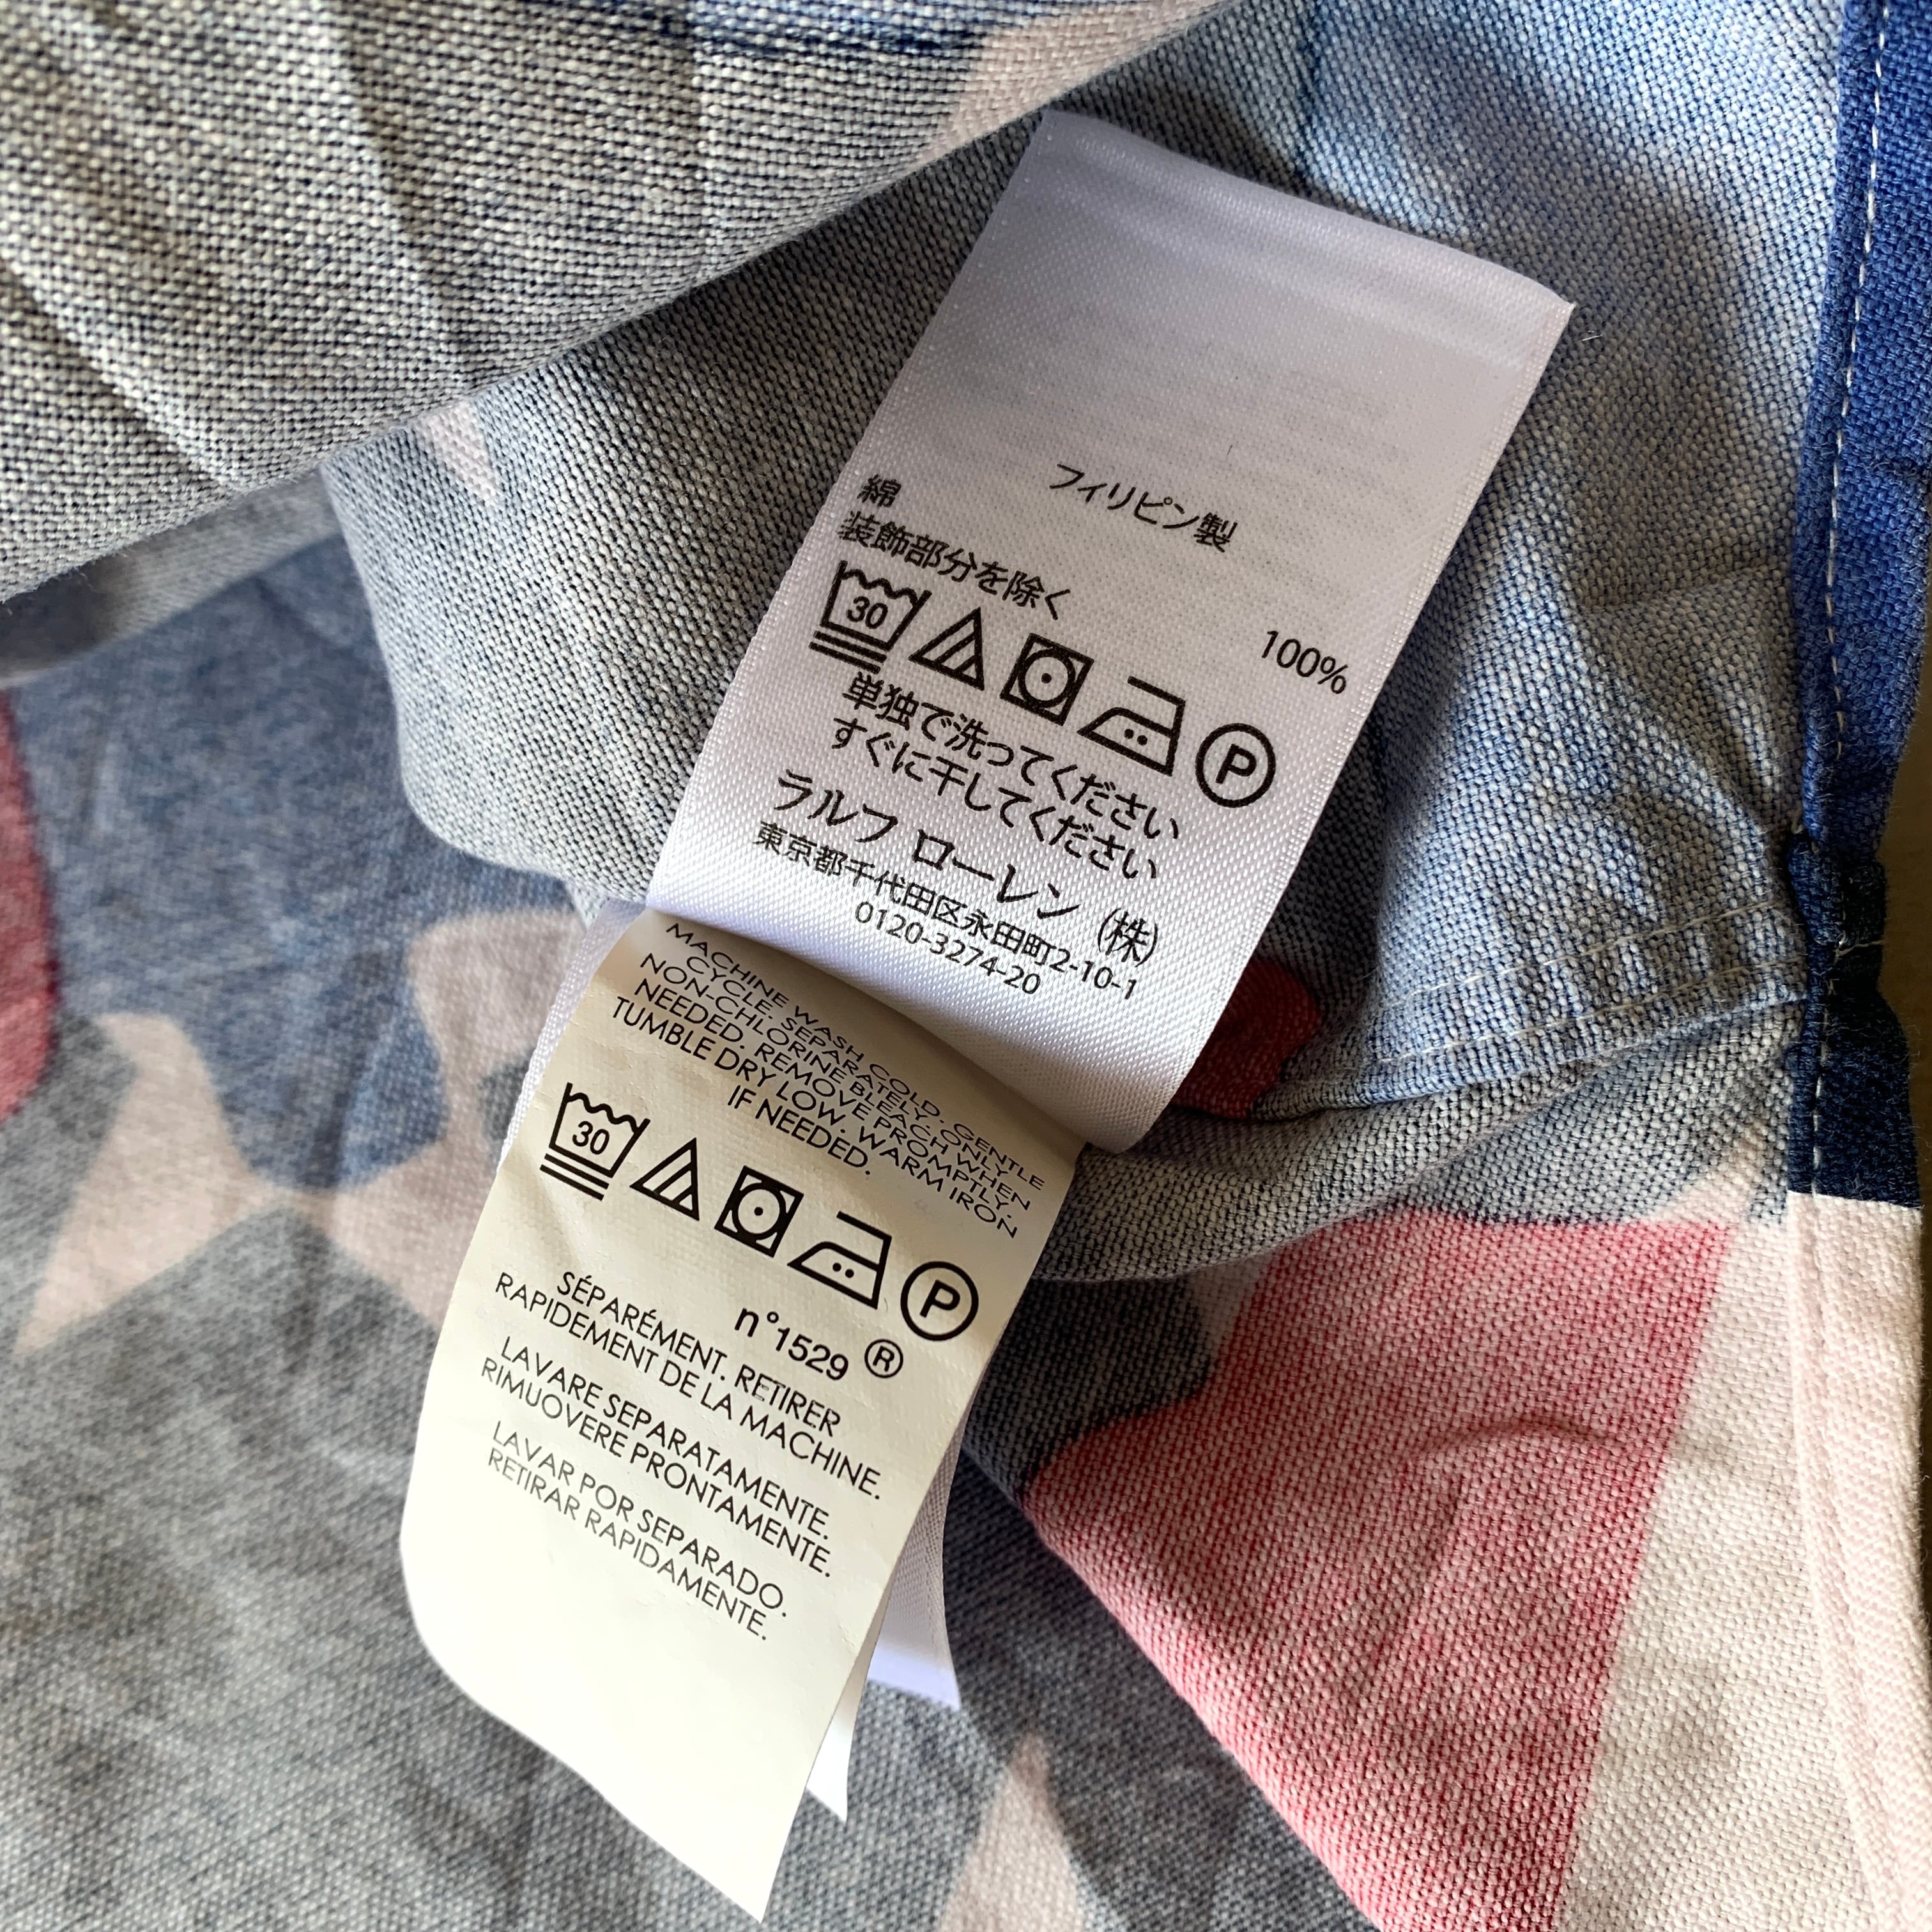 フィリピン製
綿
100%
装飾部分を除く
30
P
単独で洗ってください
すぐに干してください
ラルフ ローレン (株)
東京都千代田区永田町2-10-1
0120-3274-20
MACHINE WASH COLD. GENTLE
CYCLE. SEPARATELY. ONLY
NON-CHLORINE BLEACH WHEN
NEEDED. REMOVE PROMPTLY.
TUMBLE DRY LOW. WARM IRON
IF NEEDED.
30
P
n°1529 ®
SÉPARÉMENT. RETIRER
RAPIDEMENT DE LA MACHINE.
LAVARE SEPARATAMENTE.
RIMUOVERE PRONTAMENTE.
LAVAR POR SEPARADO.
RETIRAR RAPIDAMENTE.